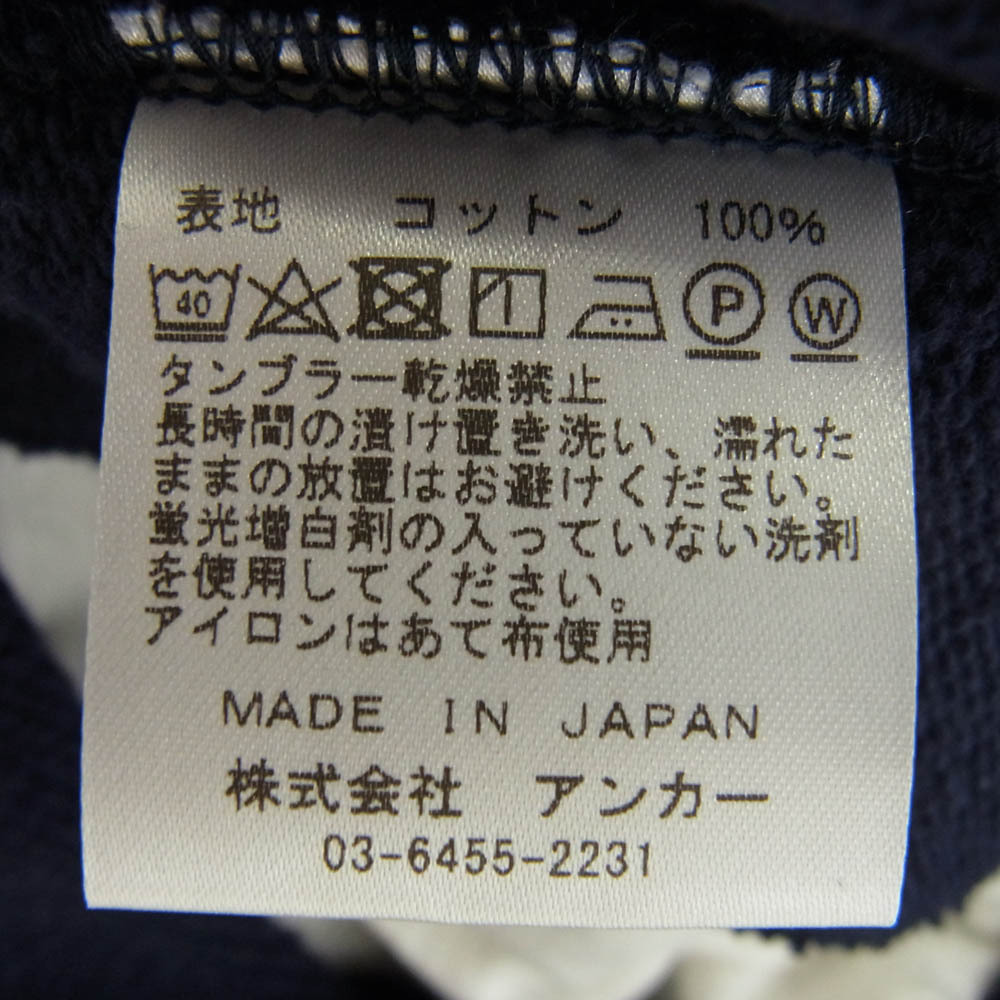 表地 コットン 100%
40 P W
タンブラー乾燥禁止
長時間の漬け置き洗い、濡れた
ままの放置はお避けください。
蛍光増白剤の入っていない洗剤
を使用してください。
アイロンはあて布使用
MADE IN JAPAN
株式会社 アンカー
03-6455-2231